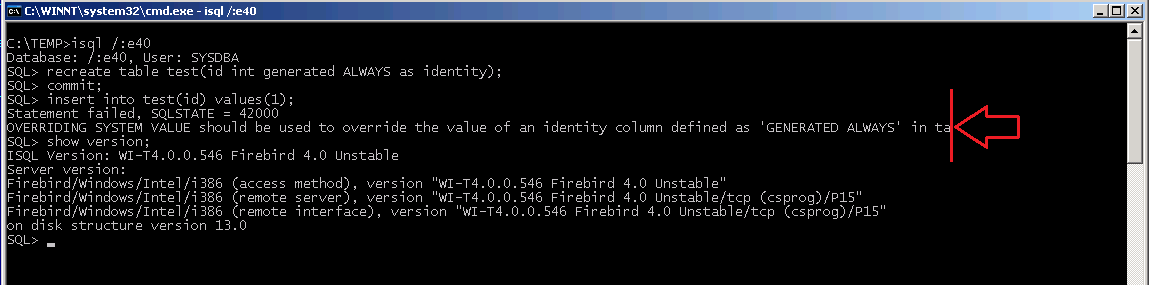 C:\WINNT\system32\cmd.exe - isql /:e40
C:\TEMP>isql /:e40
Database: /:e40, User: SYSDBA
SQL> recreate table test(id int generated ALWAYS as identity);
SQL> commit;
SQL> insert into test(id) values(1);
Statement failed, SQLSTATE = 42000
OVERRIDING SYSTEM VALUE should be used to override the value of an identity column defined as 'GENERATED ALWAYS' in ta
SQL> show version;
ISQL Version: WI-T4.0.0.546 Firebird 4.0 Unstable
Server version:
Firebird/Windows/Intel/i386 (access method), version "WI-T4.0.0.546 Firebird 4.0 Unstable"
Firebird/Windows/Intel/i386 (remote server), version "WI-T4.0.0.546 Firebird 4.0 Unstable/tcp (csprog)/P15"
Firebird/Windows/Intel/i386 (remote interface), version "WI-T4.0.0.546 Firebird 4.0 Unstable/tcp (csprog)/P15"
on disk structure version 13.0
SQL> _